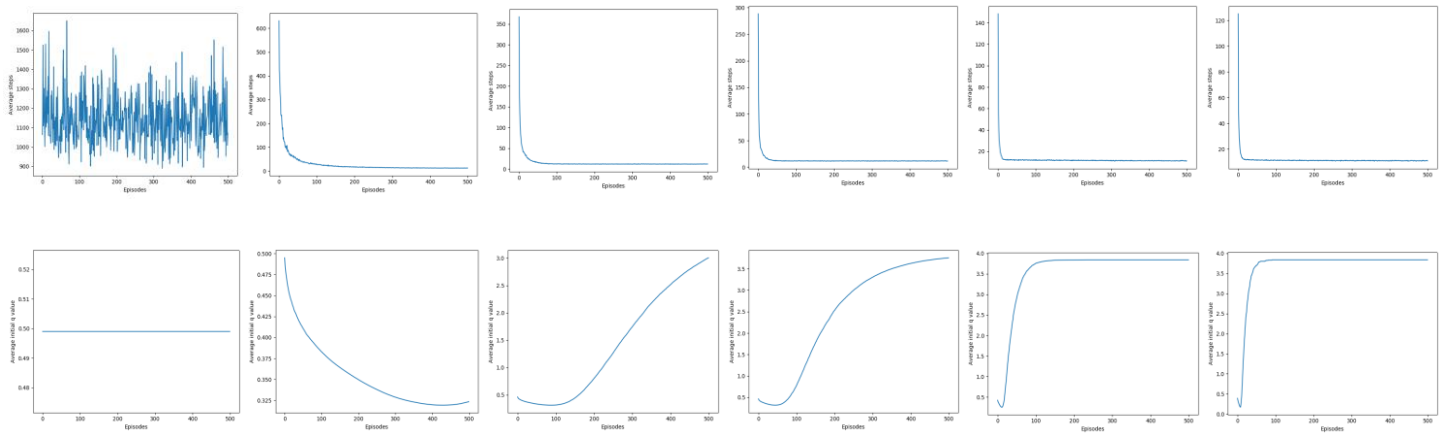 Average steps
1600
1500
1400
1300
1200
1100
1000
900
0 100 200 300 400 500
Episodes
Average steps
600
500
400
300
200
100
0
0 100 200 300 400 500
Episodes
Average steps
350
300
250
200
150
100
50
0
0 100 200 300 400 500
Episodes
Average steps
300
250
200
150
100
50
0
0 100 200 300 400 500
Episodes
Average steps
140
120
100
80
60
40
20
0 100 200 300 400 500
Episodes
Average steps
120
100
80
60
40
20
0 100 200 300 400 500
Episodes
Average initial q value
0.52
0.51
0.50
0.49
0.48
0 100 200 300 400 500
Episodes
Average initial q value
0.500
0.475
0.450
0.425
0.400
0.375
0.350
0.325
0 100 200 300 400 500
Episodes
Average initial q value
3.0
2.5
2.0
1.5
1.0
0.5
0 100 200 300 400 500
Episodes
Average initial q value
3.5
3.0
2.5
2.0
1.5
1.0
0.5
0 100 200 300 400 500
Episodes
Average initial q value
4.0
3.5
3.0
2.5
2.0
1.5
1.0
0.5
0 100 200 300 400 500
Episodes
Average initial q value
4.0
3.5
3.0
2.5
2.0
1.5
1.0
0.5
0.0
0 100 200 300 400 500
Episodes